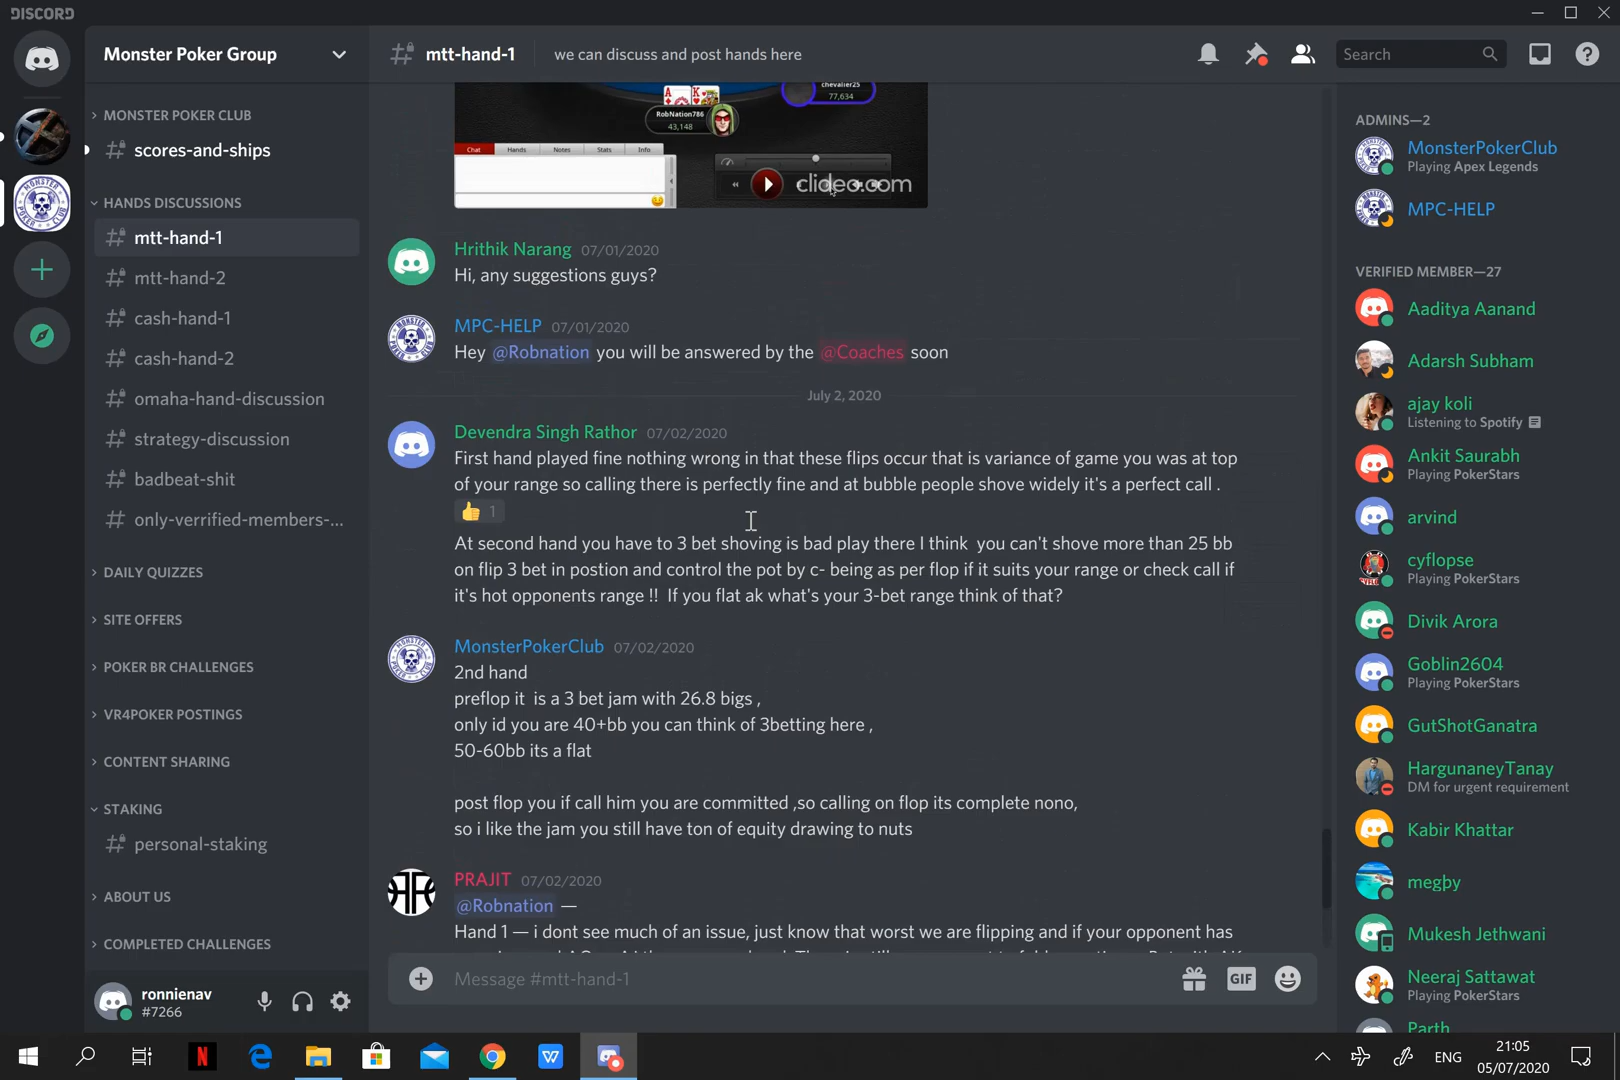 DISCORD
Monster Poker Group
mtt-hand-1
we can discuss and post hands here
Search
MONSTER POKER CLUB
scores-and-ships
HANDS DISCUSSIONS
mtt-hand-1
mtt-hand-2
cash-hand-1
cash-hand-2
omaha-hand-discussion
strategy-discussion
badbeat-shit
only-verrified-members-...
DAILY QUIZZES
SITE OFFERS
POKER BR CHALLENGES
VR4POKER POSTINGS
CONTENT SHARING
STAKING
personal-staking
ABOUT US
COMPLETED CHALLENGES
ronnienav
#7266
A K
chevalier25
77,634
RobNation786
43,148
Chat Hands Notes Stats Info
clideo.com
Hrithik Narang 07/01/2020
Hi, any suggestions guys?
MPC-HELP 07/01/2020
Hey @Robnation you will be answered by the @Coaches soon
July 2, 2020
Devendra Singh Rathor 07/02/2020
First hand played fine nothing wrong in that these flips occur that is variance of game you was at top
of your range so calling there is perfectly fine and at bubble people shove widely it's a perfect call .
👍 1
At second hand you have to 3 bet shoving is bad play there I think you can't shove more than 25 bb
on flip 3 bet in postion and control the pot by c- being as per flop if it suits your range or check call if
it's hot opponents range !! If you flat ak what's your 3-bet range think of that?
MonsterPokerClub 07/02/2020
2nd hand
preflop it is a 3 bet jam with 26.8 bigs ,
only id you are 40+bb you can think of 3betting here ,
50-60bb its a flat
post flop you if call him you are committed ,so calling on flop its complete nono,
so i like the jam you still have ton of equity drawing to nuts
PRAJIT 07/02/2020
@Robnation —
Hand 1 — i dont see much of an issue, just know that worst we are flipping and if your opponent has
Message #mtt-hand-1
GIF
ADMINS—2
MonsterPokerClub
Playing Apex Legends
MPC-HELP
VERIFIED MEMBER—27
Aaditya Aanand
Adarsh Subham
ajay koli
Listening to Spotify
Ankit Saurabh
Playing PokerStars
arvind
cyflopse
Playing PokerStars
Divik Arora
Goblin2604
Playing PokerStars
GutShotGanatra
HargunaneyTanay
DM for urgent requirement
Kabir Khattar
megþy
Mukesh Jethwani
Neeraj Sattawat
Playing PokerStars
Parth
ENG
21:05
05/07/2020